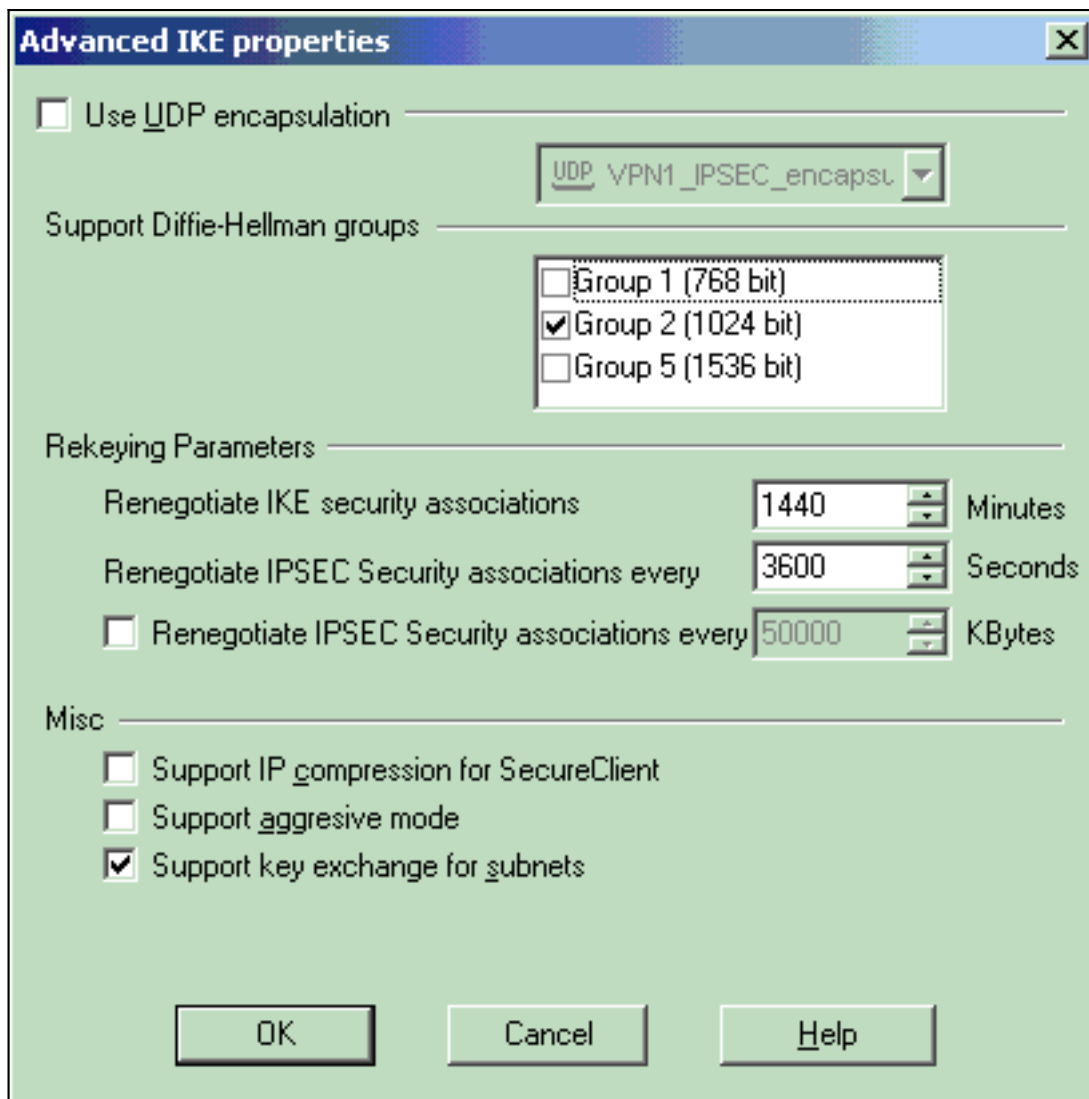 Advanced IKE properties
Use UDP encapsulation
UDP VPN1_IPSEC_encapsu
Support Diffie-Hellman groups
Group 1 (768 bit)
Group 2 (1024 bit)
Group 5 (1536 bit)
Rekeying Parameters
Renegotiate IKE security associations 1440 Minutes
Renegotiate IPSEC Security associations every 3600 Seconds
Renegotiate IPSEC Security associations every 50000 KBytes
Misc
Support IP compression for SecureClient
Support aggresive mode
Support key exchange for subnets
OK Cancel Help